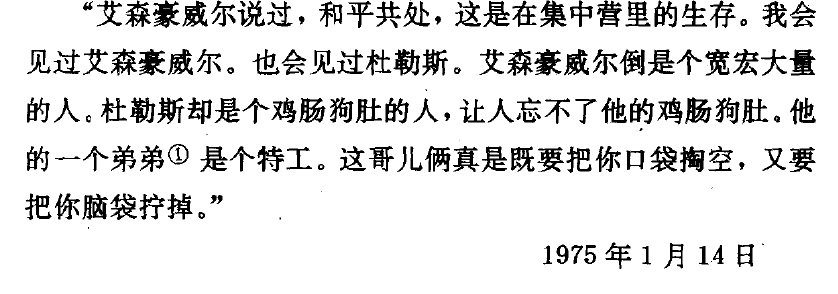 “艾森豪威尔说过，和平共处，这是在集中营里的生存。我会
见过艾森豪威尔。也会见过杜勒斯。艾森豪威尔倒是个宽宏大量
的人。杜勒斯却是个鸡肠狗肚的人，让人忘不了他的鸡肠狗肚。他
的一个弟弟① 是个特工。这哥儿俩真是既要把你口袋掏空，又要
把你脑袋拧掉。”
1975 年 1 月 14 日